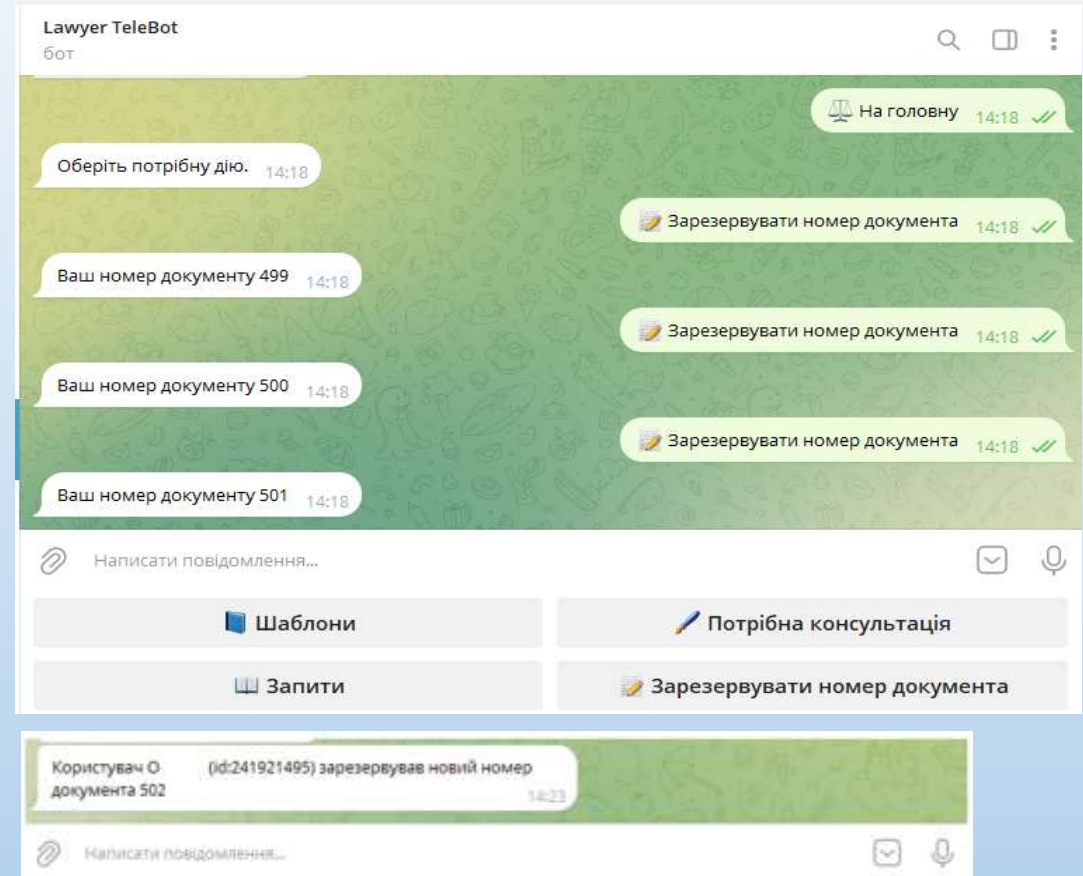 Lawyer TeleBot
бот
На головну 14:18
Оберіть потрібну дію. 14:18
Зарезервувати номер документа 14:18
Ваш номер документу 499 14:18
Зарезервувати номер документа 14:18
Ваш номер документу 500 14:18
Зарезервувати номер документа 14:18
Ваш номер документу 501 14:18
Написати повідомлення...
Шаблони
Потрібна консультація
Запити
Зарезервувати номер документа
Користувач О (id:241921495) зарезервував новий номер
документа 502 14:23
Написати повідомлення...